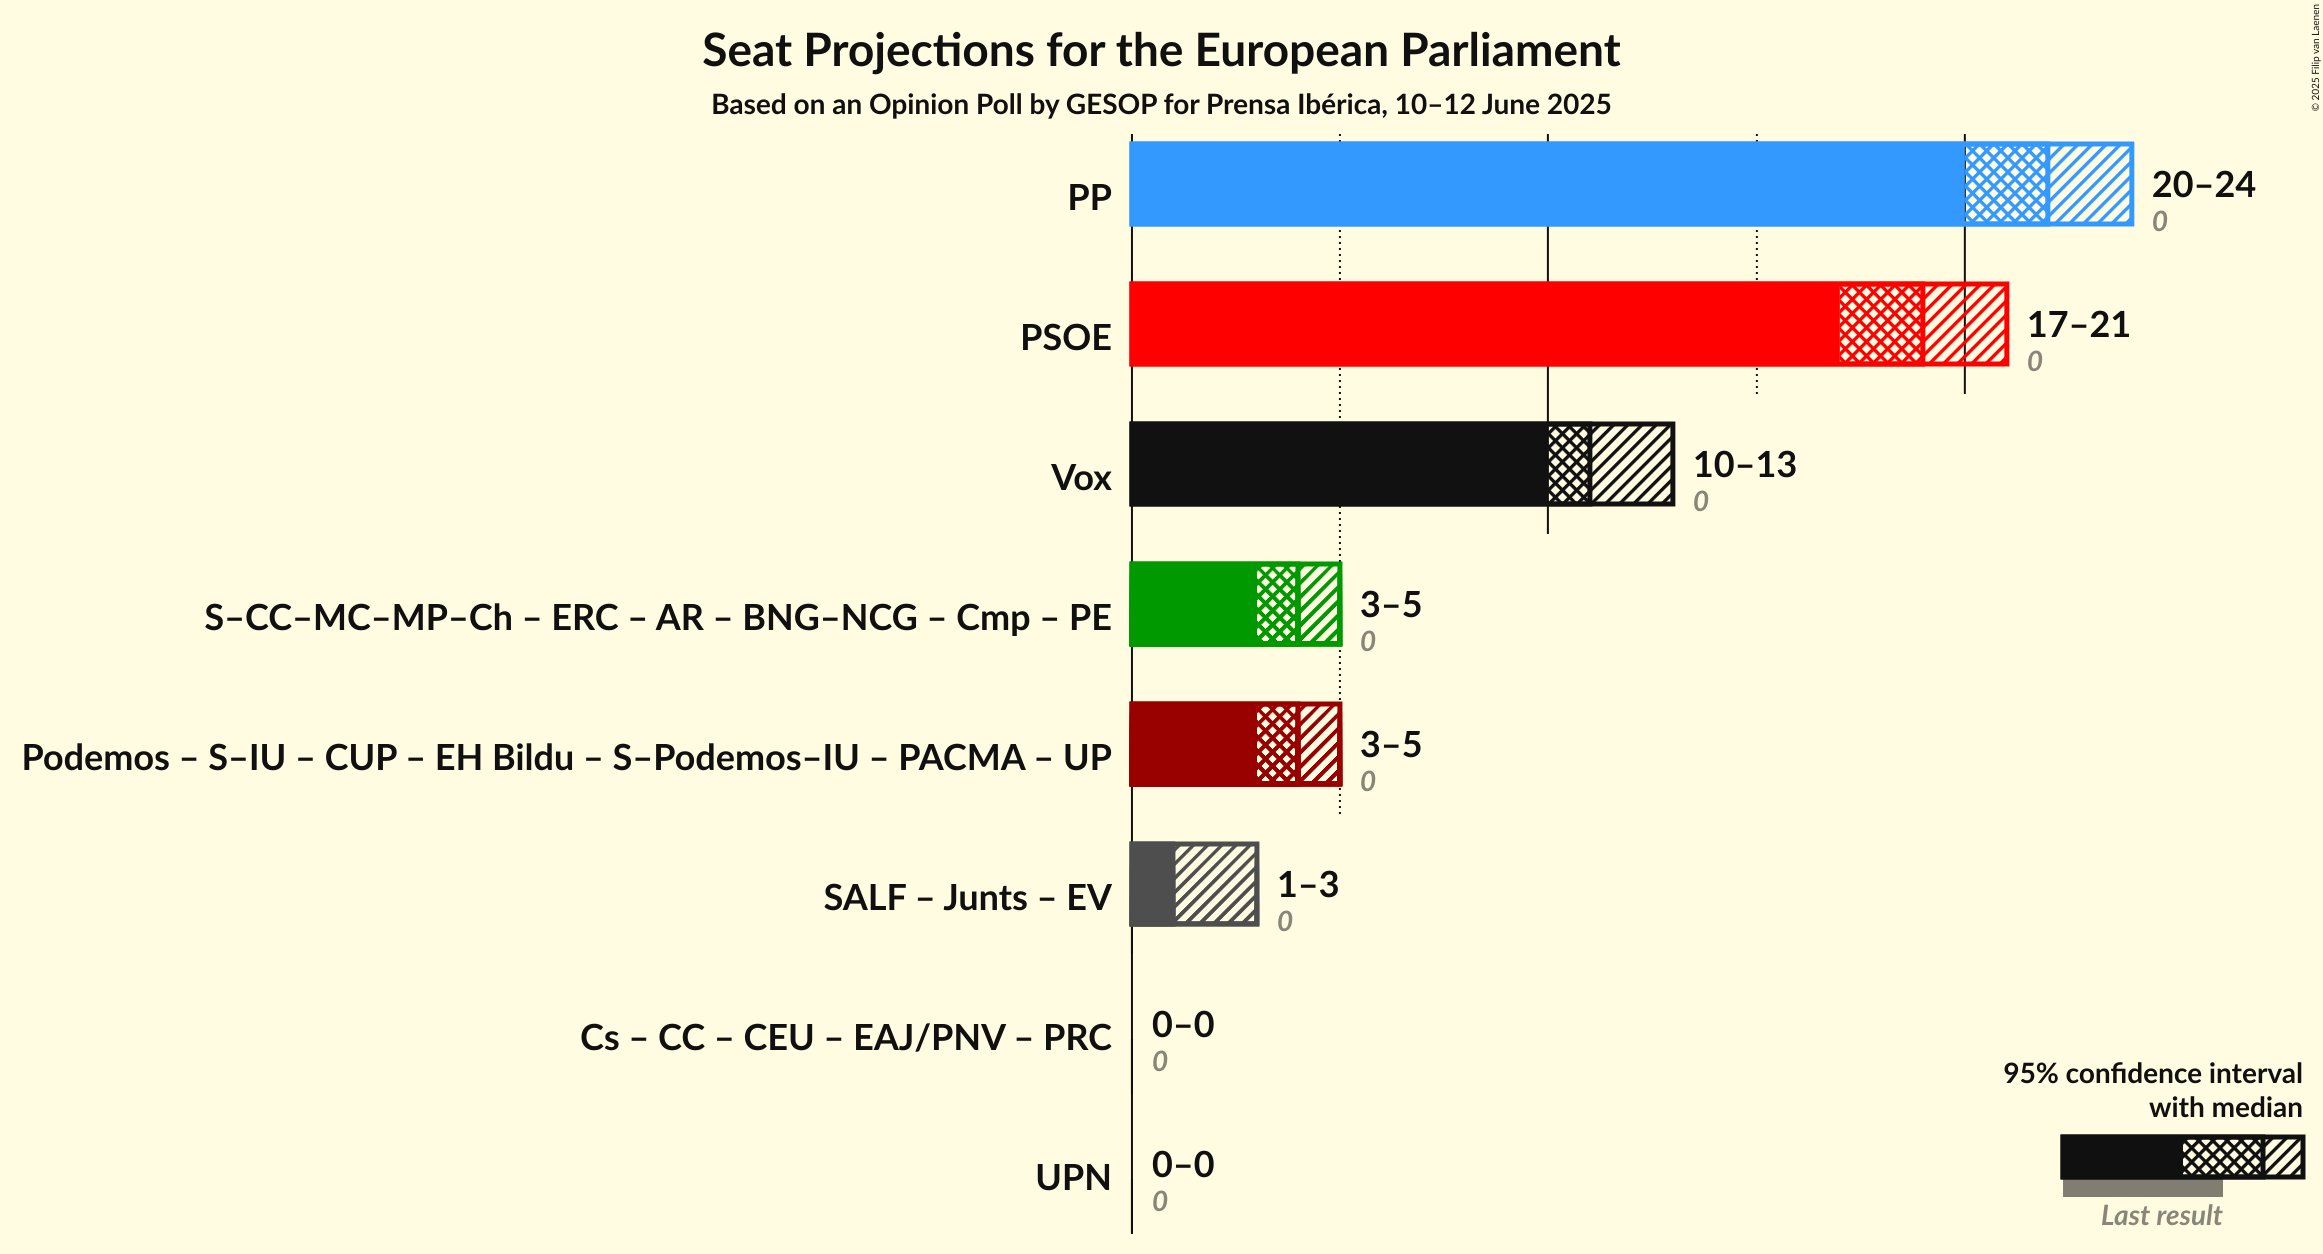 Seat Projections for the European Parliament
Based on an Opinion Poll by GESOP for Prensa Ibérica, 10–12 June 2025
© 2025 Filip van Laenen
PP
20–24
0
PSOE
17–21
0
Vox
10–13
0
S–CC–MC–MP–Ch – ERC – AR – BNG–NCG – Cmp – PE
3–5
0
Podemos – S–IU – CUP – EH Bildu – S–Podemos–IU – PACMA – UP
3–5
0
SALF – Junts – EV
1–3
0
Cs – CC – CEU – EAJ/PNV – PRC
0–0
0
UPN
0–0
0
95% confidence interval
with median
Last result